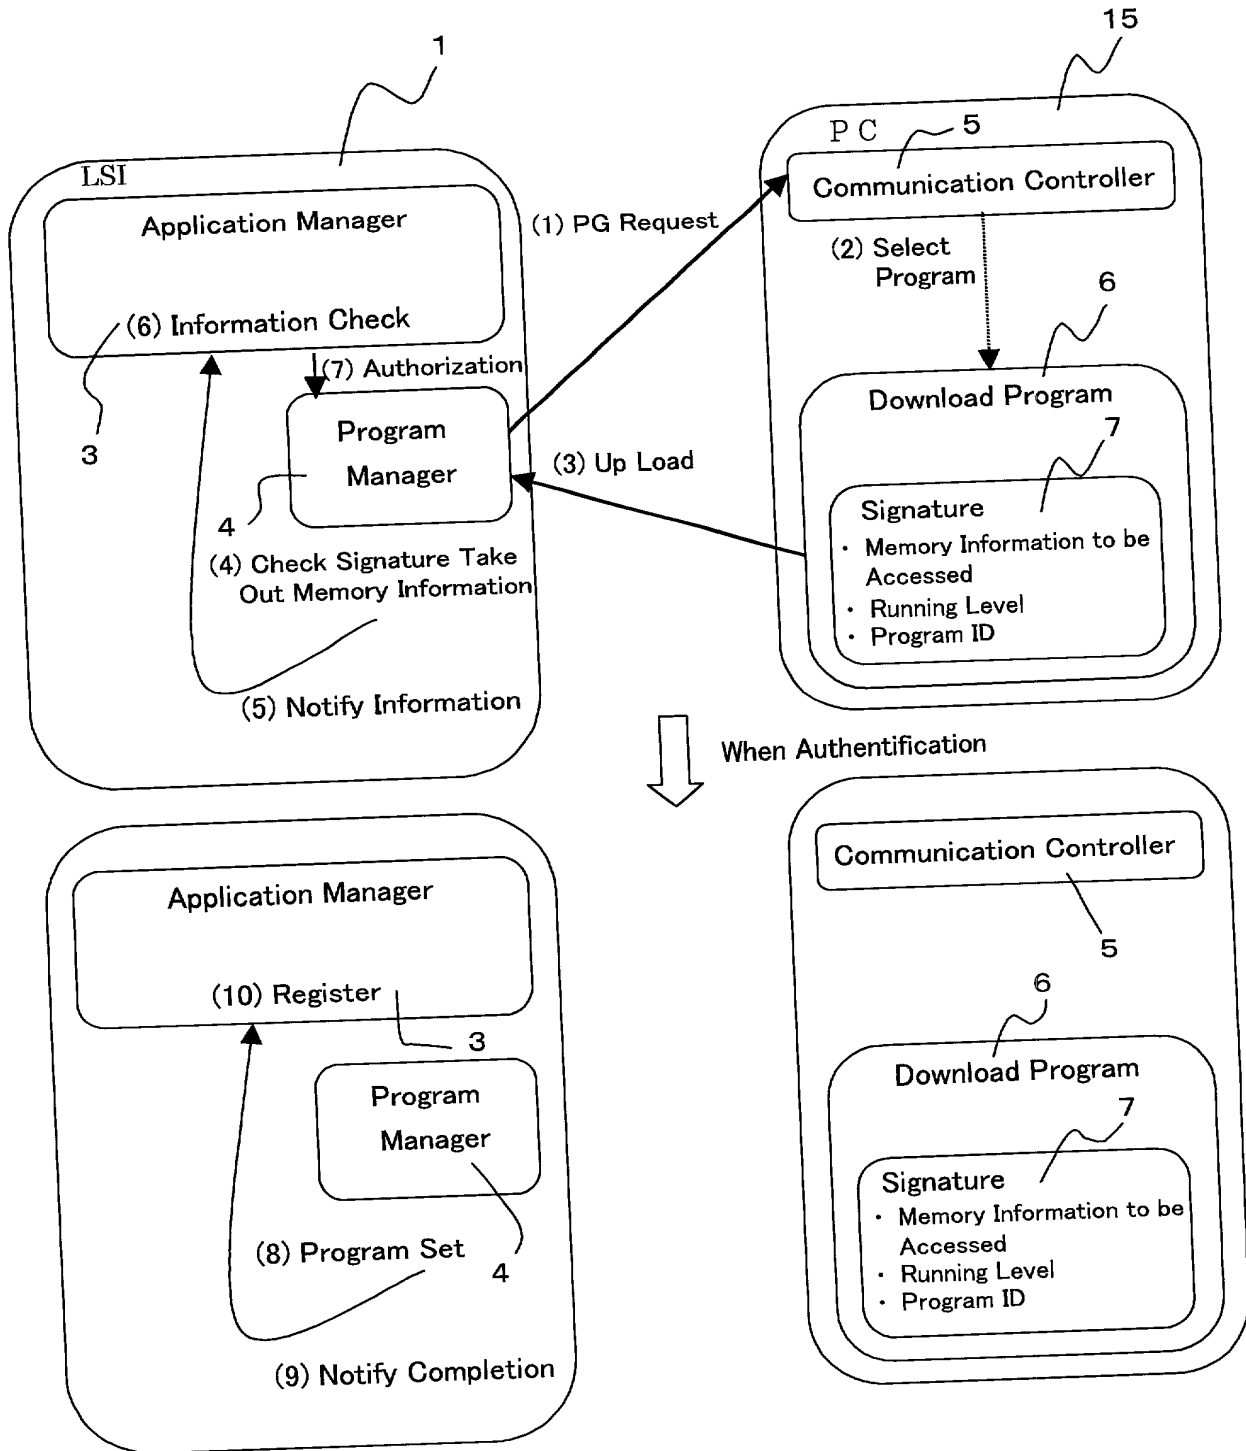 1
15
LSI
Application Manager
(6) Information Check
(7) Authorization
3
Program
Manager
4
(4) Check Signature Take
Out Memory Information
(5) Notify Information
(1) PG Request
(3) Up Load
PC
5
Communication Controller
(2) Select
Program
6
Download Program
7
Signature
· Memory Information to be
Accessed
· Running Level
· Program ID
When Authentification
Application Manager
(10) Register
3
Program
Manager
4
(8) Program Set
(9) Notify Completion
Communication Controller
5
6
Download Program
7
Signature
· Memory Information to be
Accessed
· Running Level
· Program ID